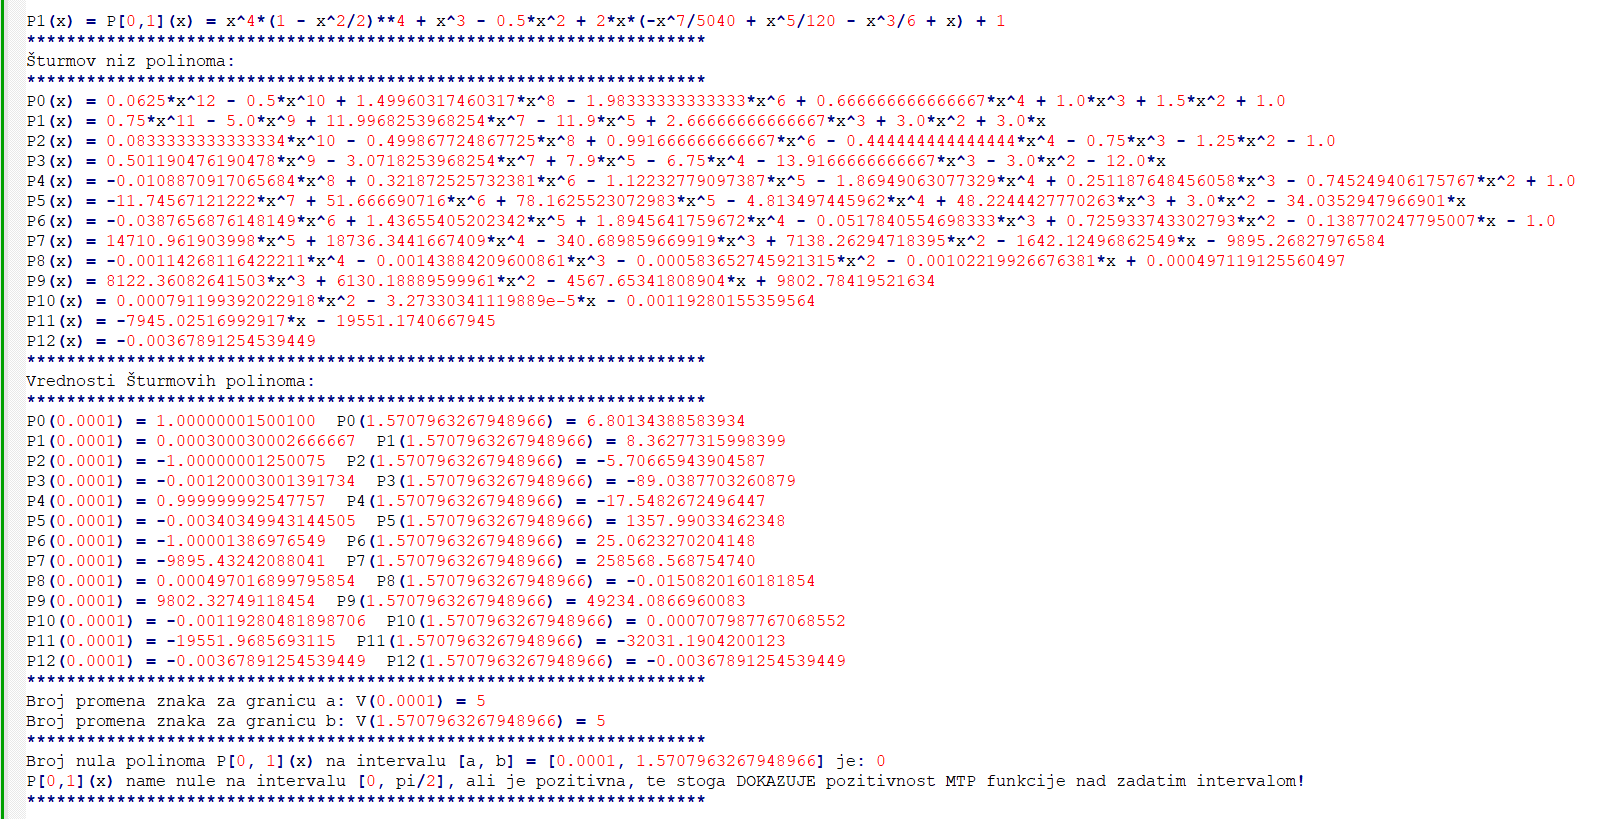 P1(x) = P[0,1](x) = x^4*(1 - x^2/2)**4 + x^3 - 0.5*x^2 + 2*x*(-x^7/5040 + x^5/120 - x^3/6 + x) + 1
********************************************************************
Šturmov niz polinoma:
********************************************************************
P0(x) = 0.0625*x^12 - 0.5*x^10 + 1.49960317460317*x^8 - 1.98333333333333*x^6 + 0.666666666666667*x^4 + 1.0*x^3 + 1.5*x^2 + 1.0
P1(x) = 0.75*x^11 - 5.0*x^9 + 11.9968253968254*x^7 - 11.9*x^5 + 2.66666666666667*x^3 + 3.0*x^2 + 3.0*x
P2(x) = 0.0833333333333334*x^10 - 0.499867724867725*x^8 + 0.991666666666667*x^6 - 0.444444444444444*x^4 - 0.75*x^3 - 1.25*x^2 - 1.0
P3(x) = 0.501190476190478*x^9 - 3.0718253968254*x^7 + 7.9*x^5 - 6.75*x^4 - 13.9166666666667*x^3 - 3.0*x^2 - 12.0*x
P4(x) = -0.0108870917065684*x^8 + 0.321872525732381*x^6 - 1.12232779097387*x^5 - 1.86949063077329*x^4 + 0.251187648456058*x^3 - 0.745249406175767*x^2 + 1.0
P5(x) = -11.74567121222*x^7 + 51.666690716*x^6 + 78.1625523072983*x^5 - 4.813497445962*x^4 + 48.2244427770263*x^3 + 3.0*x^2 - 34.0352947966901*x
P6(x) = -0.0387656876148149*x^6 + 1.43655405202342*x^5 + 1.8945641759672*x^4 - 0.0517840554698333*x^3 + 0.725933743302793*x^2 - 0.138770247795007*x - 1.0
P7(x) = 14710.961903998*x^5 + 18736.3441667409*x^4 - 340.689859669919*x^3 + 7138.26294718395*x^2 - 1642.12496862549*x - 9895.26827976584
P8(x) = -0.00114268116422211*x^4 - 0.00143884209600861*x^3 - 0.000583652745921315*x^2 - 0.00102219926676381*x + 0.000497119125560497
P9(x) = 8122.36082641503*x^3 + 6130.18889599961*x^2 - 4567.65341808904*x + 9802.78419521634
P10(x) = 0.000791199392022918*x^2 - 3.27330341119889e-5*x - 0.00119280155359564
P11(x) = -7945.02516992917*x - 19551.1740667945
P12(x) = -0.00367891254539449
********************************************************************
Vrednosti Šturmovih polinoma:
********************************************************************
P0(0.0001) = 1.00000001500100  P0(1.5707963267948966) = 6.80134388583934
P1(0.0001) = 0.000300030002666667  P1(1.5707963267948966) = 8.36277315998399
P2(0.0001) = -1.00000001250075  P2(1.5707963267948966) = -5.70665943904587
P3(0.0001) = -0.00120003001391734  P3(1.5707963267948966) = -89.0387703260879
P4(0.0001) = 0.999999992547757  P4(1.5707963267948966) = -17.5482672496447
P5(0.0001) = -0.00340349943144505  P5(1.5707963267948966) = 1357.99033462348
P6(0.0001) = -1.00001386976549  P6(1.5707963267948966) = 25.0623270204148
P7(0.0001) = -9895.43242088041  P7(1.5707963267948966) = 258568.568754740
P8(0.0001) = 0.000497016899795854  P8(1.5707963267948966) = -0.0150820160181854
P9(0.0001) = 9802.32749118454  P9(1.5707963267948966) = 49234.0866960083
P10(0.0001) = -0.00119280481898706  P10(1.5707963267948966) = 0.000707987767068552
P11(0.0001) = -19551.9685693115  P11(1.5707963267948966) = -32031.1904200123
P12(0.0001) = -0.00367891254539449  P12(1.5707963267948966) = -0.00367891254539449
********************************************************************
Broj promena znaka za granicu a: V(0.0001) = 5
Broj promena znaka za granicu b: V(1.5707963267948966) = 5
********************************************************************
Broj nula polinoma P[0, 1](x) na intervalu [a, b] = [0.0001, 1.5707963267948966] je: 0
P[0,1](x) name nule na intervalu [0, pi/2], ali je pozitivna, te stoga DOKAZUJE pozitivnost MTP funkcije nad zadatim intervalom!
********************************************************************